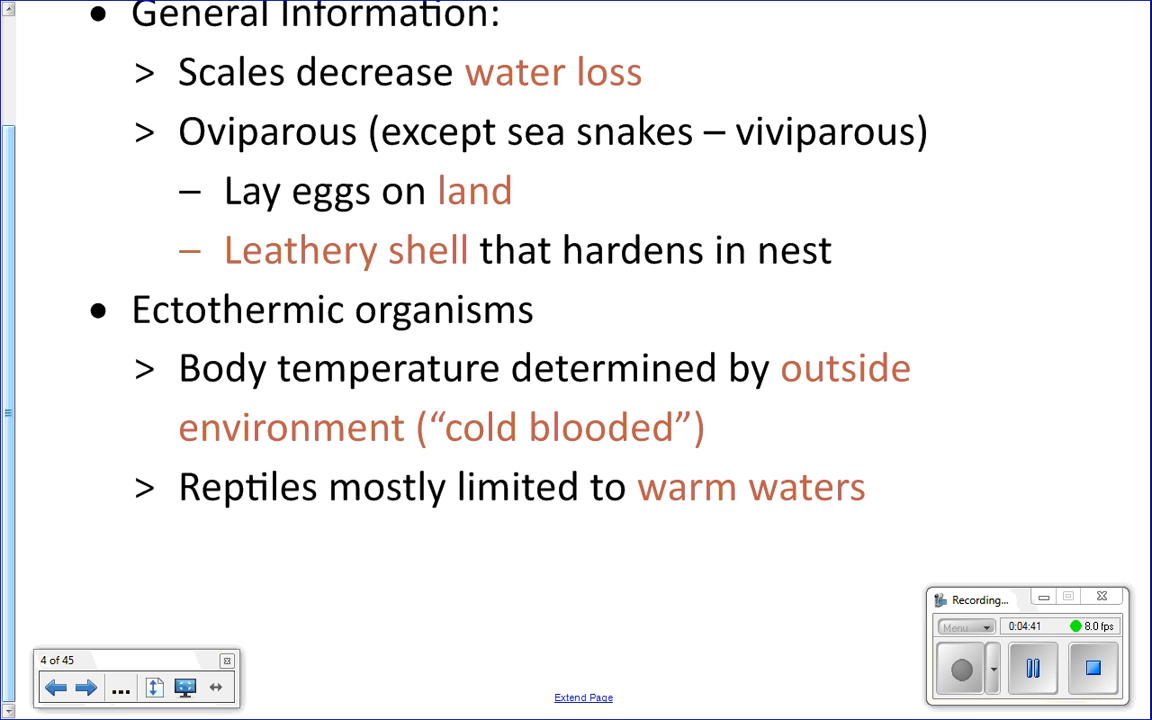 • General Information:
> Scales decrease water loss
> Oviparous (except sea snakes – viviparous)
– Lay eggs on land
– Leathery shell that hardens in nest
• Ectothermic organisms
> Body temperature determined by outside
environment (“cold blooded”)
> Reptiles mostly limited to warm waters
Recording...
Menu 0:04:41 8.0 fps
4 of 45
...
Extend Page